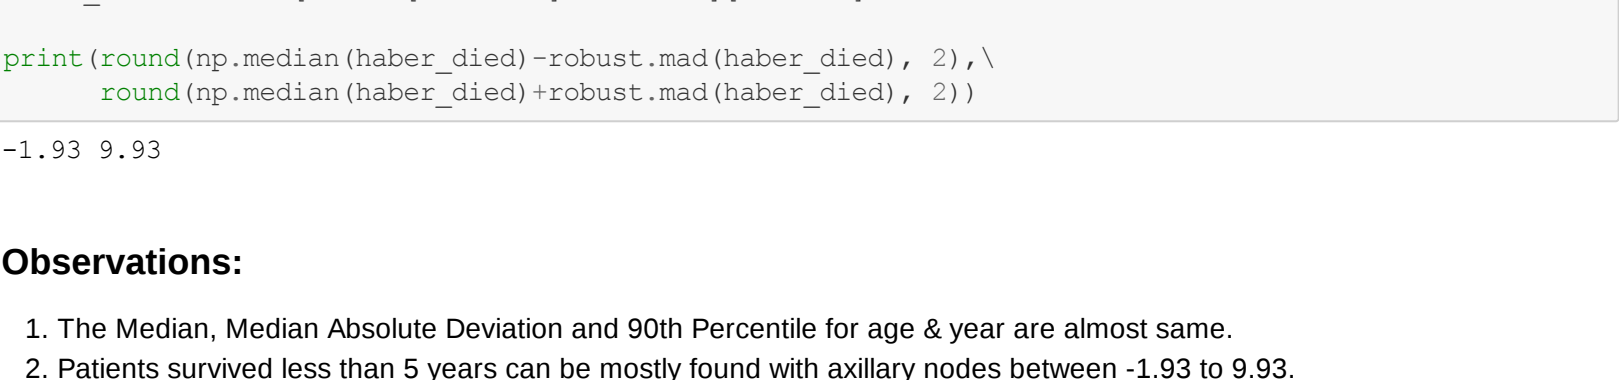 print(round(np.median(haber_died)-robust.mad(haber_died), 2),\
      round(np.median(haber_died)+robust.mad(haber_died), 2))
-1.93 9.93
Observations:
1. The Median, Median Absolute Deviation and 90th Percentile for age & year are almost same.
2. Patients survived less than 5 years can be mostly found with axillary nodes between -1.93 to 9.93.